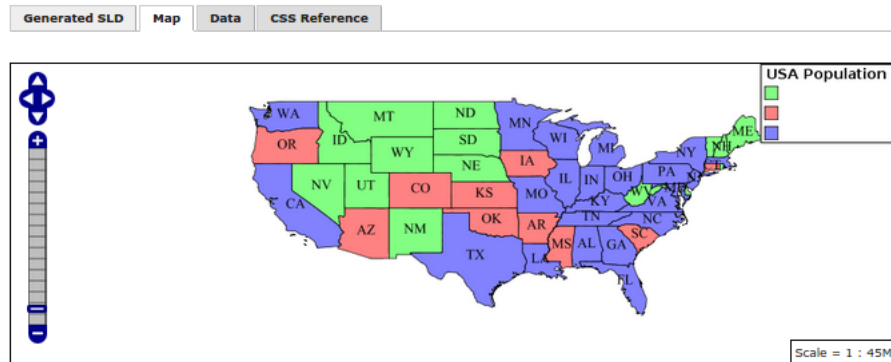 Generated SLD Map Data CSS Reference
USA Population
WA MT ND MN ME
OR ID SD WI MI NY NH
WY
NE IA PA
NV UT CO IL IN OH
CA KS MO WV VA
KY
AZ NM OK AR TN NC
SC
TX MS AL GA
LA
FL
Scale = 1 : 45M